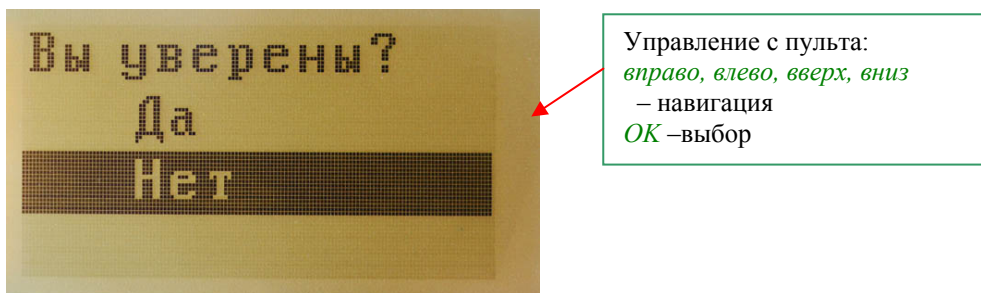 Вы уверены?
Да
Нет
Управление с пульта:
вправо, влево, вверх, вниз
– навигация
OK –выбор